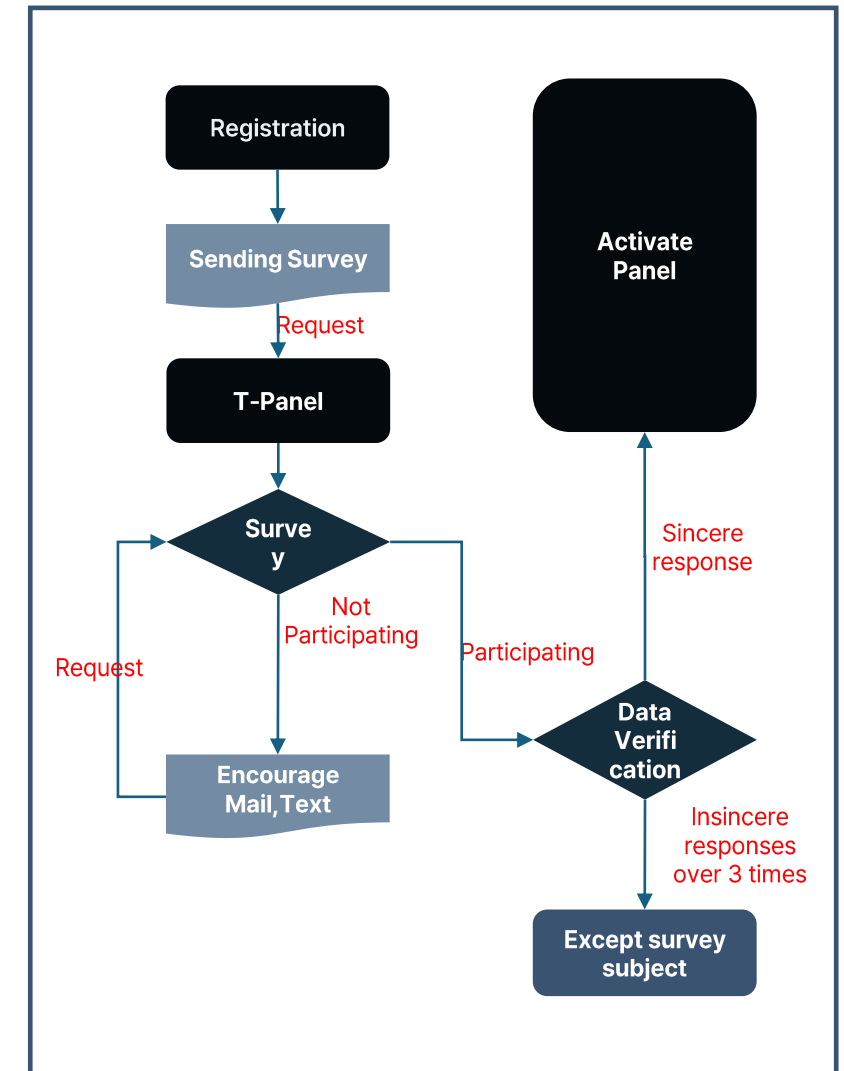 Registration
Sending Survey
Request
T-Panel
Surve
y
Not
Participating
Request
Encourage
Mail,Text
Participating
Activate
Panel
Sincere
response
Data
Verifi
cation
Insincere
responses
over 3 times
Except survey
subject